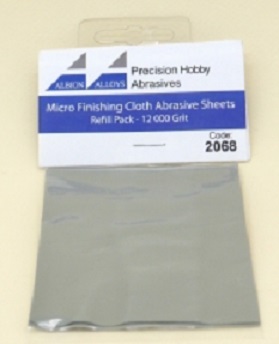 ALBION ALLOYS
Precision Hobby
Abrasives
Micro Finishing Cloth Abrasive Sheets
Refill Pack - 12000 Grit
Code
2068